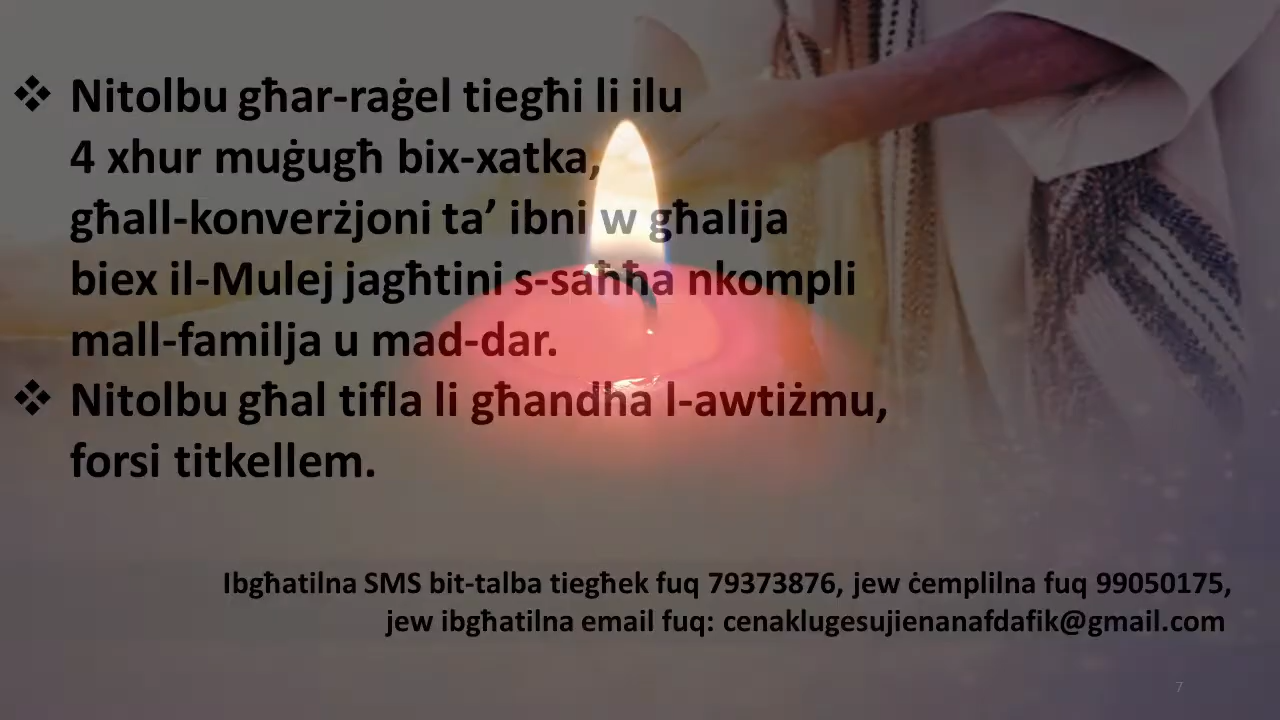 ❖ Nitolbu għar-raġel tiegħi li ilu
4 xhur muġugħ bix-xatka,
għall-konverżjoni ta’ ibni w għalija
biex il-Mulej jagħtini s-saħħa nkompli
mall-familja u mad-dar.
❖ Nitolbu għal tifla li għandha l-awtiżmu,
forsi titkellem.
Ibgħatilna SMS bit-talba tiegħek fuq 79373876, jew ċemplilna fuq 99050175,
jew ibgħatilna email fuq: cenaklugesujienanafdafik@gmail.com
7